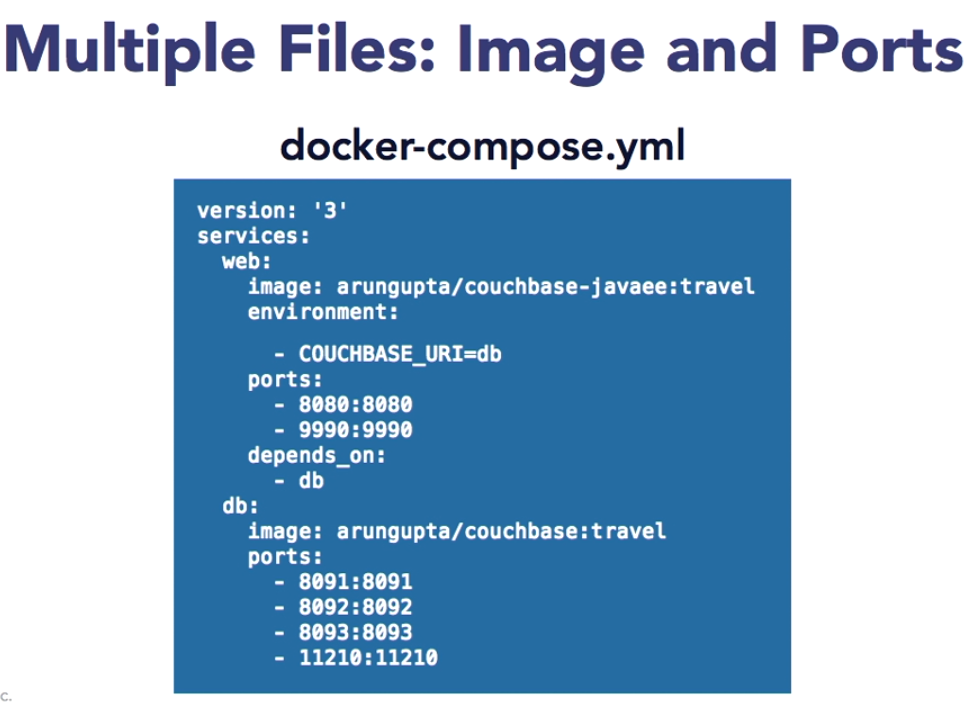 Multiple Files: Image and Ports
docker-compose.yml
version: '3'
services:
  web:
    image: arungupta/couchbase-javaee:travel
    environment:
      - COUCHBASE_URI=db
    ports:
      - 8080:8080
      - 9990:9990
    depends_on:
      - db
  db:
    image: arungupta/couchbase:travel
    ports:
      - 8091:8091
      - 8092:8092
      - 8093:8093
      - 11210:11210
c.